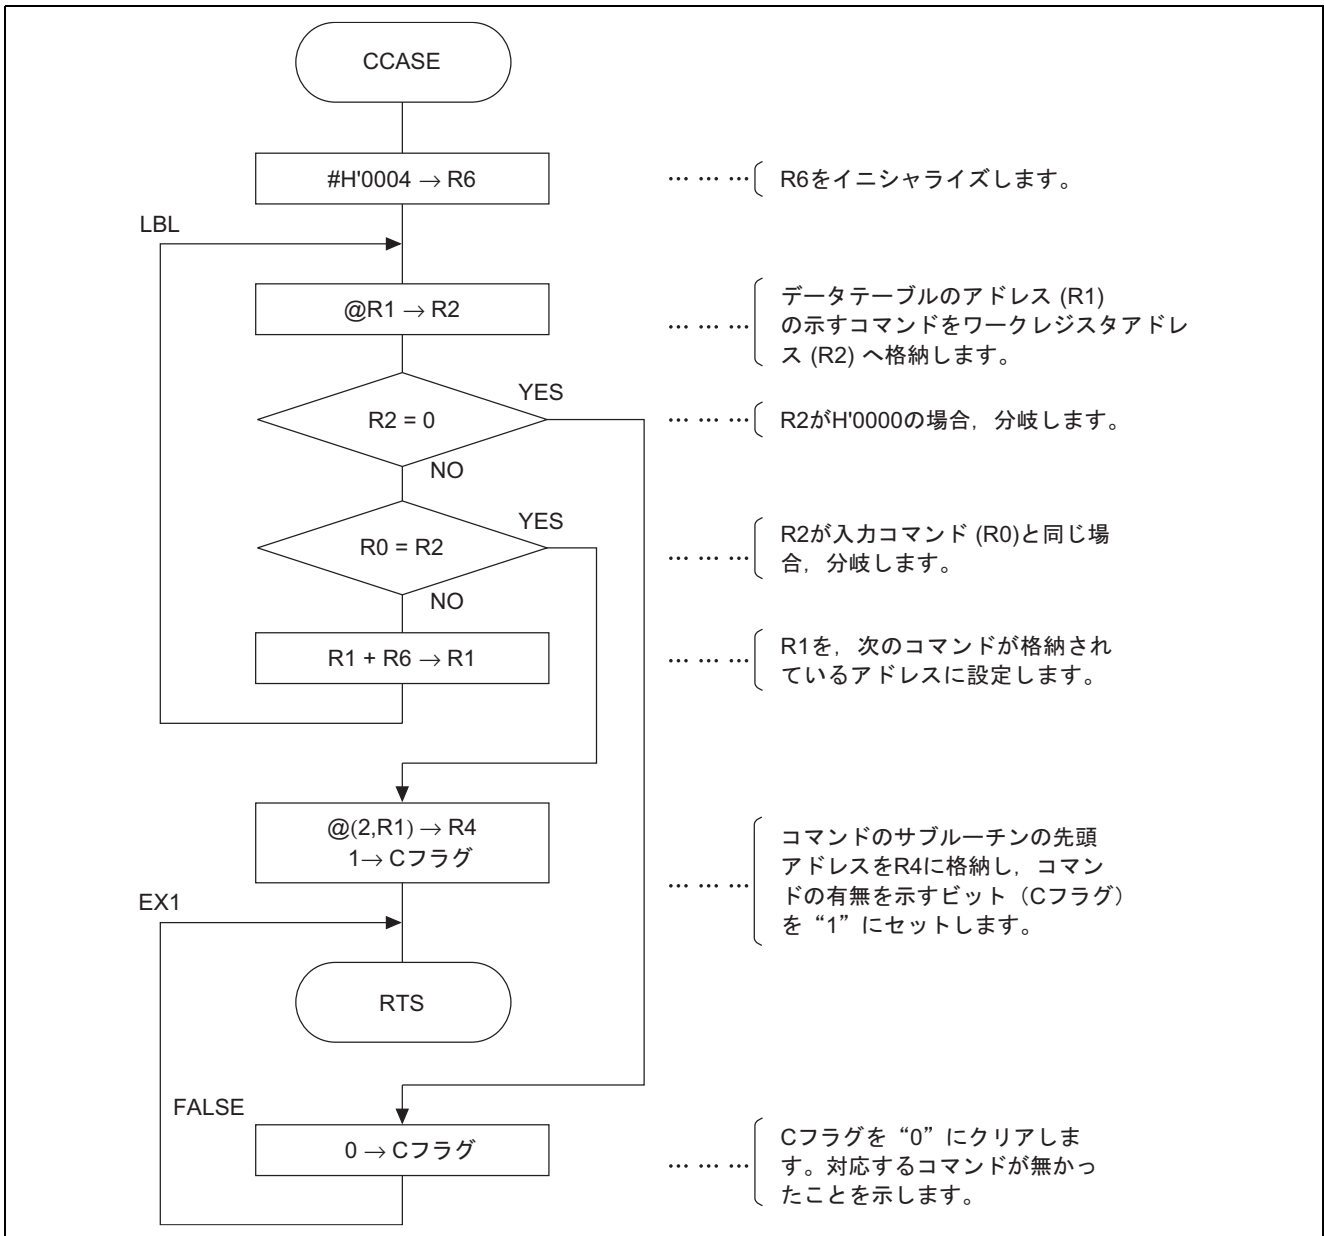 CCASE
#H'0004 → R6
… … …
R6をイニシャライズします。
LBL
@R1 → R2
… … …
データテーブルのアドレス (R1)
の示すコマンドをワークレジスタアドレ
ス (R2) へ格納します。
YES
R2 = 0
… … …
R2がH'0000の場合，分岐します。
NO
YES
R0 = R2
… … …
R2が入力コマンド (R0)と同じ場
合，分岐します。
NO
R1 + R6 → R1
… … …
R1を，次のコマンドが格納され
ているアドレスに設定します。
@(2,R1) → R4
1→ Cフラグ
… … …
コマンドのサブルーチンの先頭
アドレスをR4に格納し，コマン
ドの有無を示すビット（Cフラグ）
を“1”にセットします。
EX1
RTS
FALSE
0 → Cフラグ
… … …
Cフラグを“0”にクリアしま
す。対応するコマンドが無かっ
たことを示します。